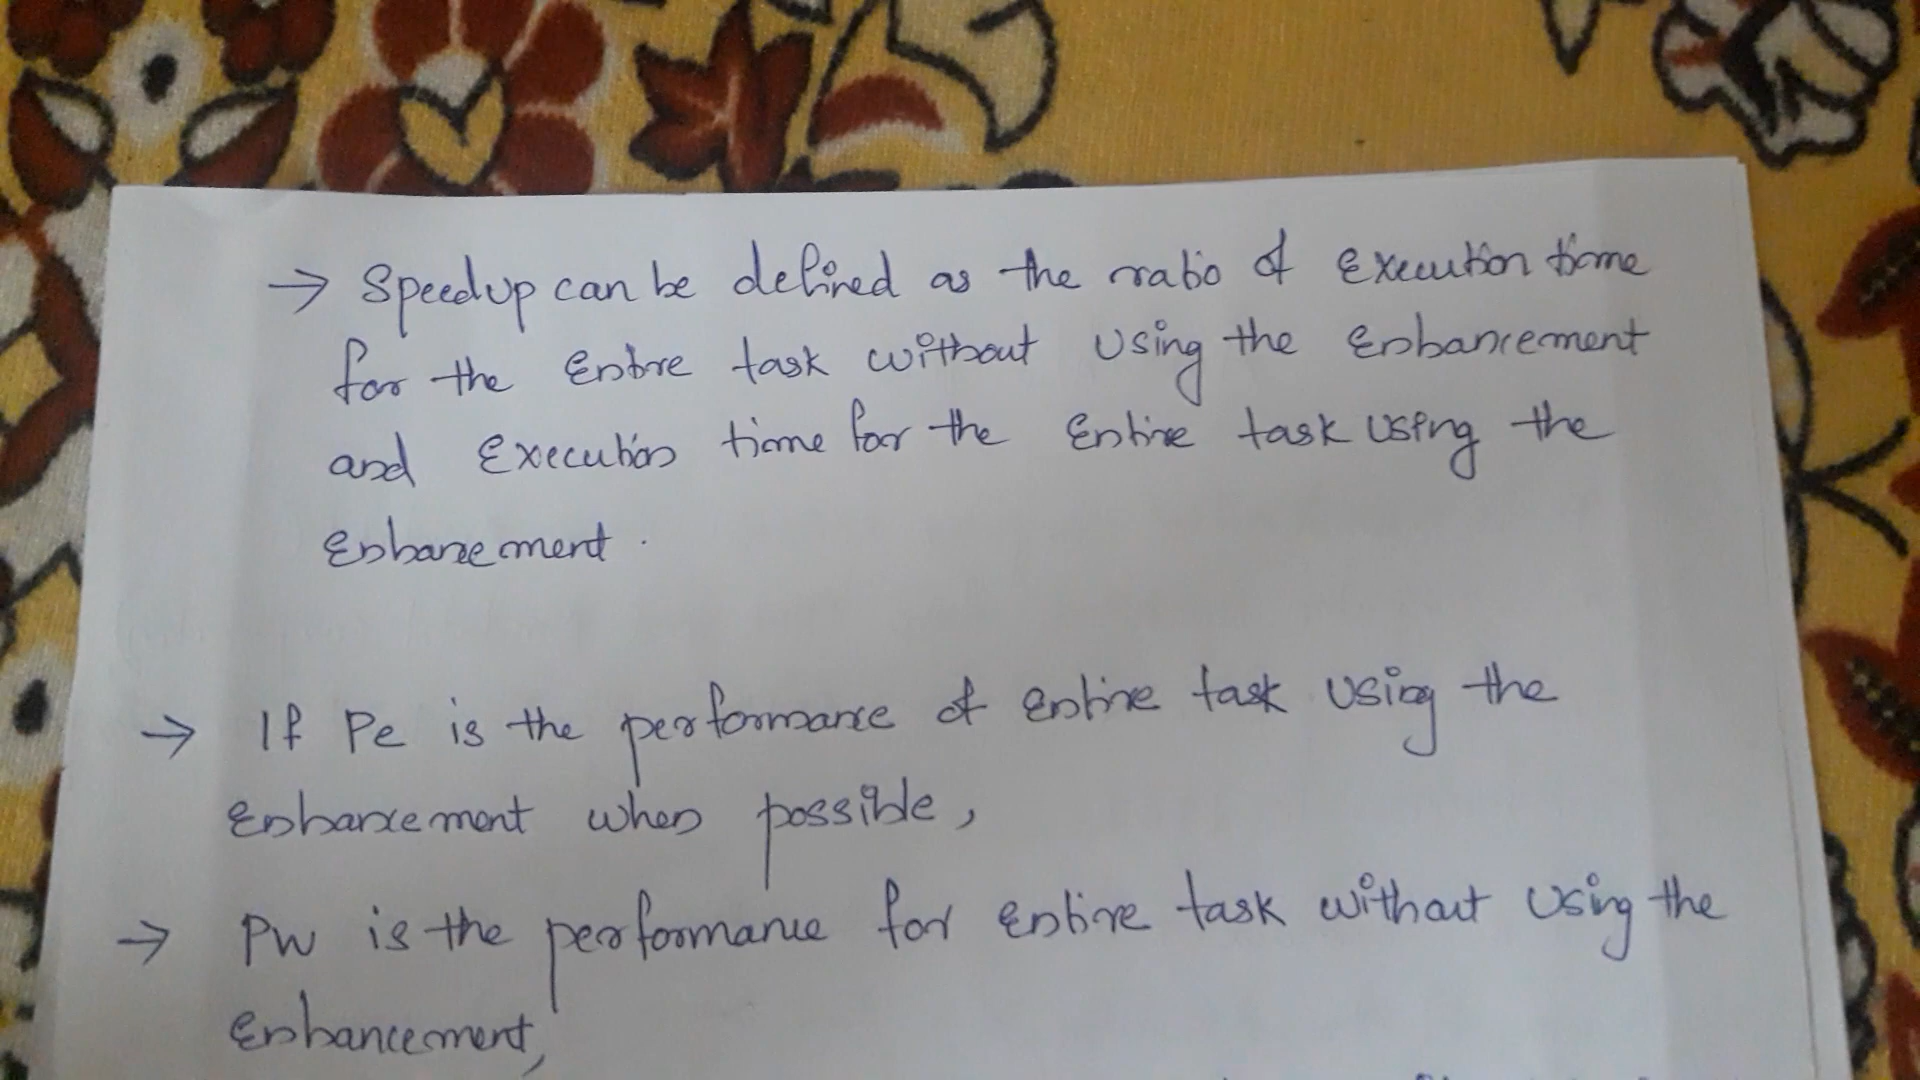 → Speedup can be defined as the ratio of Execution time
for the Entire task without Using the Enhancement
and Execution time for the Entire task Using the
Enhancement.
→ If Pe is the performance of entire task Using the
Enhancement when possible,
→ Pw is the performance for entire task without Using the
Enhancement,